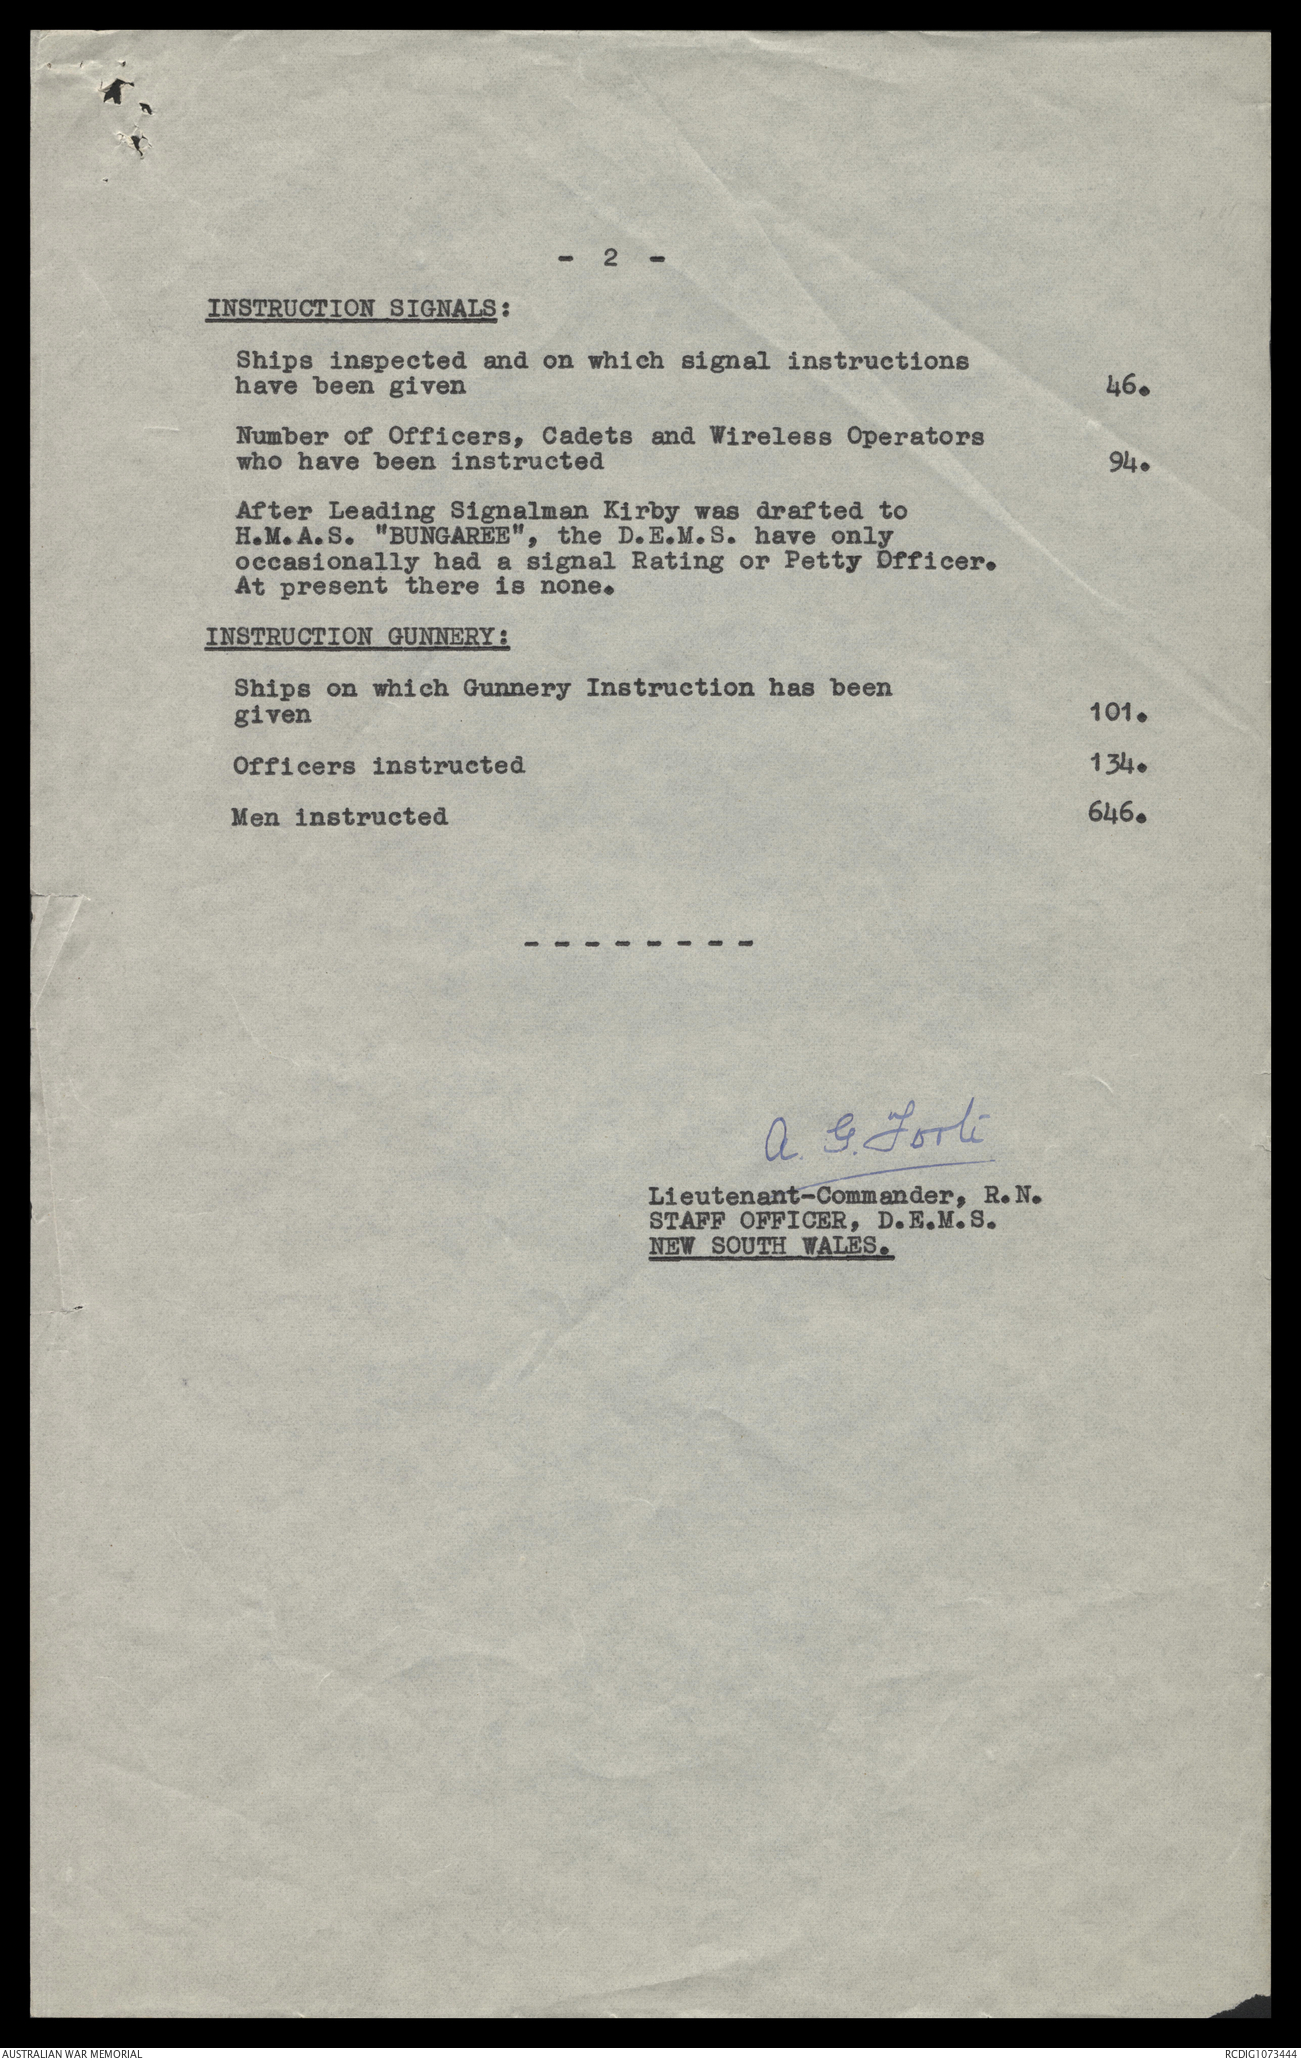 - 2 -
INSTRUCTION SIGNALS:
Ships inspected and on which signal instructions
have been given 46.
Number of Officers, Cadets and Wireless Operators
who have been instructed 94.
After Leading Signalman Kirby was drafted to
H.M.A.S. "BUNGAREE", the D.E.M.S. have only
occasionally had a signal Rating or Petty Officer.
At present there is none.
INSTRUCTION GUNNERY:
Ships on which Gunnery Instruction has been
given 101.
Officers instructed 134.
Men instructed 646.
- - - - - - - -
A. G.
Lieutenant-Commander, R.N.
STAFF OFFICER, D.E.M.S.
NEW SOUTH WALES.
AUSTRALIAN WAR MEMORIAL
RCDIG1073444